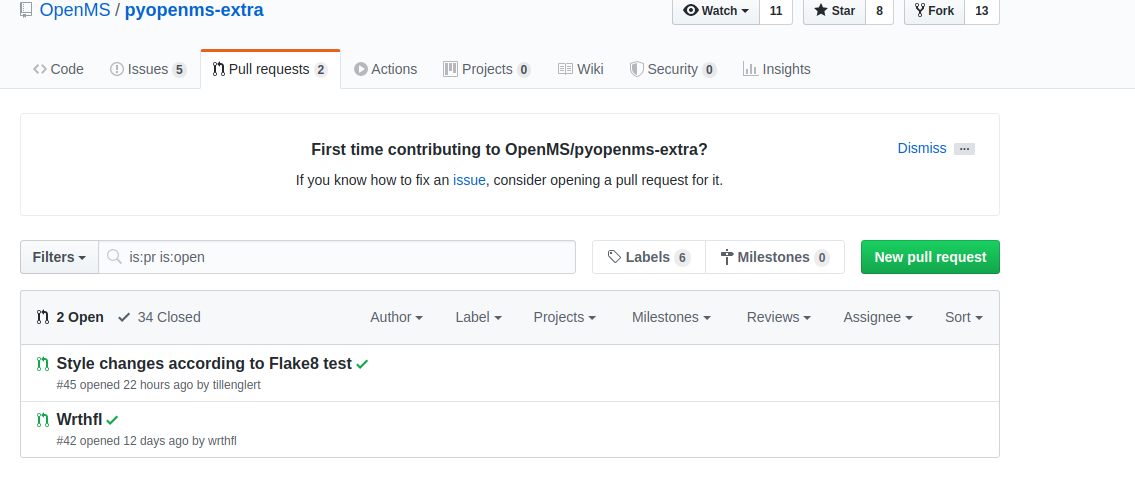 OpenMS / pyopenms-extra
Watch 11 Star 8 Fork 13
Code Issues 5 Pull requests 2 Actions Projects 0 Wiki Security 0 Insights
First time contributing to OpenMS/pyopenms-extra?
Dismiss ...
If you know how to fix an issue, consider opening a pull request for it.
Filters is:pr is:open Labels 6 Milestones 0 New pull request
2 Open 34 Closed Author Label Projects Milestones Reviews Assignee Sort
Style changes according to Flake8 test
#45 opened 22 hours ago by tillenglert
Wrthfl
#42 opened 12 days ago by wrthfl